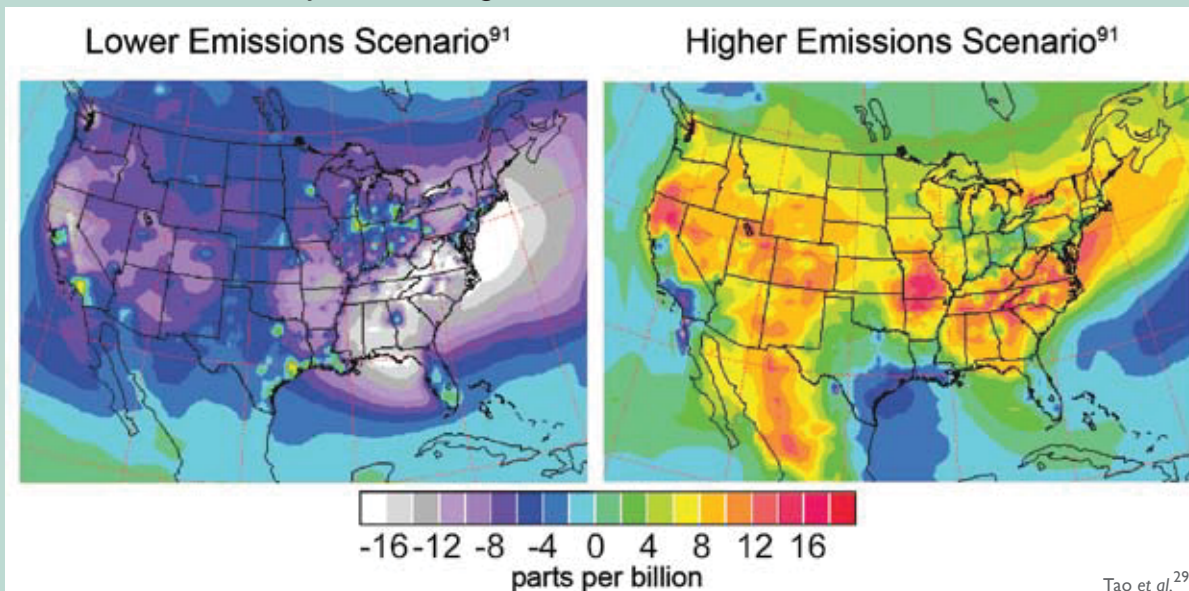 Lower Emissions Scenario91
Higher Emissions Scenario91
-16 -12 -8 -4 0 4 8 12 16
parts per billion
Tao et al.29